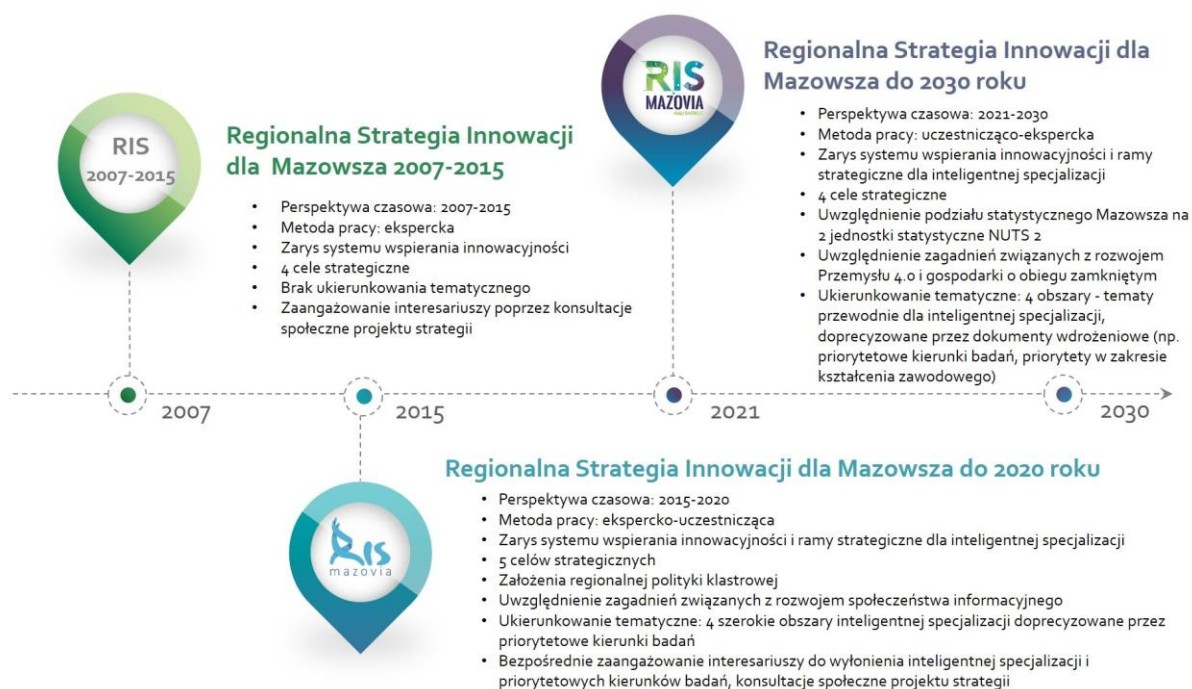 RIS
2007-2015
Regionalna Strategia Innowacji
dla Mazowsza 2007-2015
• Perspektywa czasowa: 2007-2015
• Metoda pracy: ekspercka
• Zarys systemu wspierania innowacyjności
• 4 cele strategiczne
• Brak ukierunkowania tematycznego
• Zaangażowanie interesariuszy poprzez konsultacje
społeczne projektu strategii
RIS
MAZOVIA
Regionalna Strategia Innowacji dla
Mazowsza do 2030 roku
• Perspektywa czasowa: 2021-2030
• Metoda pracy: uczestnicząco-ekspercka
• Zarys systemu wspierania innowacyjności i ramy
strategiczne dla inteligentnej specjalizacji
• 4 cele strategiczne
• Uwzględnienie podziału statystycznego Mazowsza na
2 jednostki statystyczne NUTS 2
• Uwzględnienie zagadnień związanych z rozwojem
Przemysłu 4.0 i gospodarki o obiegu zamkniętym
• Ukierunkowanie tematyczne: 4 obszary - tematy
przewodnie dla inteligentnej specjalizacji,
doprecyzowane przez dokumenty wdrożeniowe (np.
priorytetowe kierunki badań, priorytety w zakresie
kształcenia zawodowego)
2007
2015
2021
2030
RIS
mazovia
Regionalna Strategia Innowacji dla Mazowsza do 2020 roku
• Perspektywa czasowa: 2015-2020
• Metoda pracy: ekspercko-uczestnicząca
• Zarys systemu wspierania innowacyjności i ramy strategiczne dla inteligentnej specjalizacji
• 5 celów strategicznych
• Założenia regionalnej polityki klastrowej
• Uwzględnienie zagadnień związanych z rozwojem społeczeństwa informacyjnego
• Ukierunkowanie tematyczne: 4 szerokie obszary inteligentnej specjalizacji doprecyzowane przez
priorytetowe kierunki badań
• Bezpośrednie zaangażowanie interesariuszy do wyłonienia inteligentnej specjalizacji i
priorytetowych kierunków badań, konsultacje społeczne projektu strategii